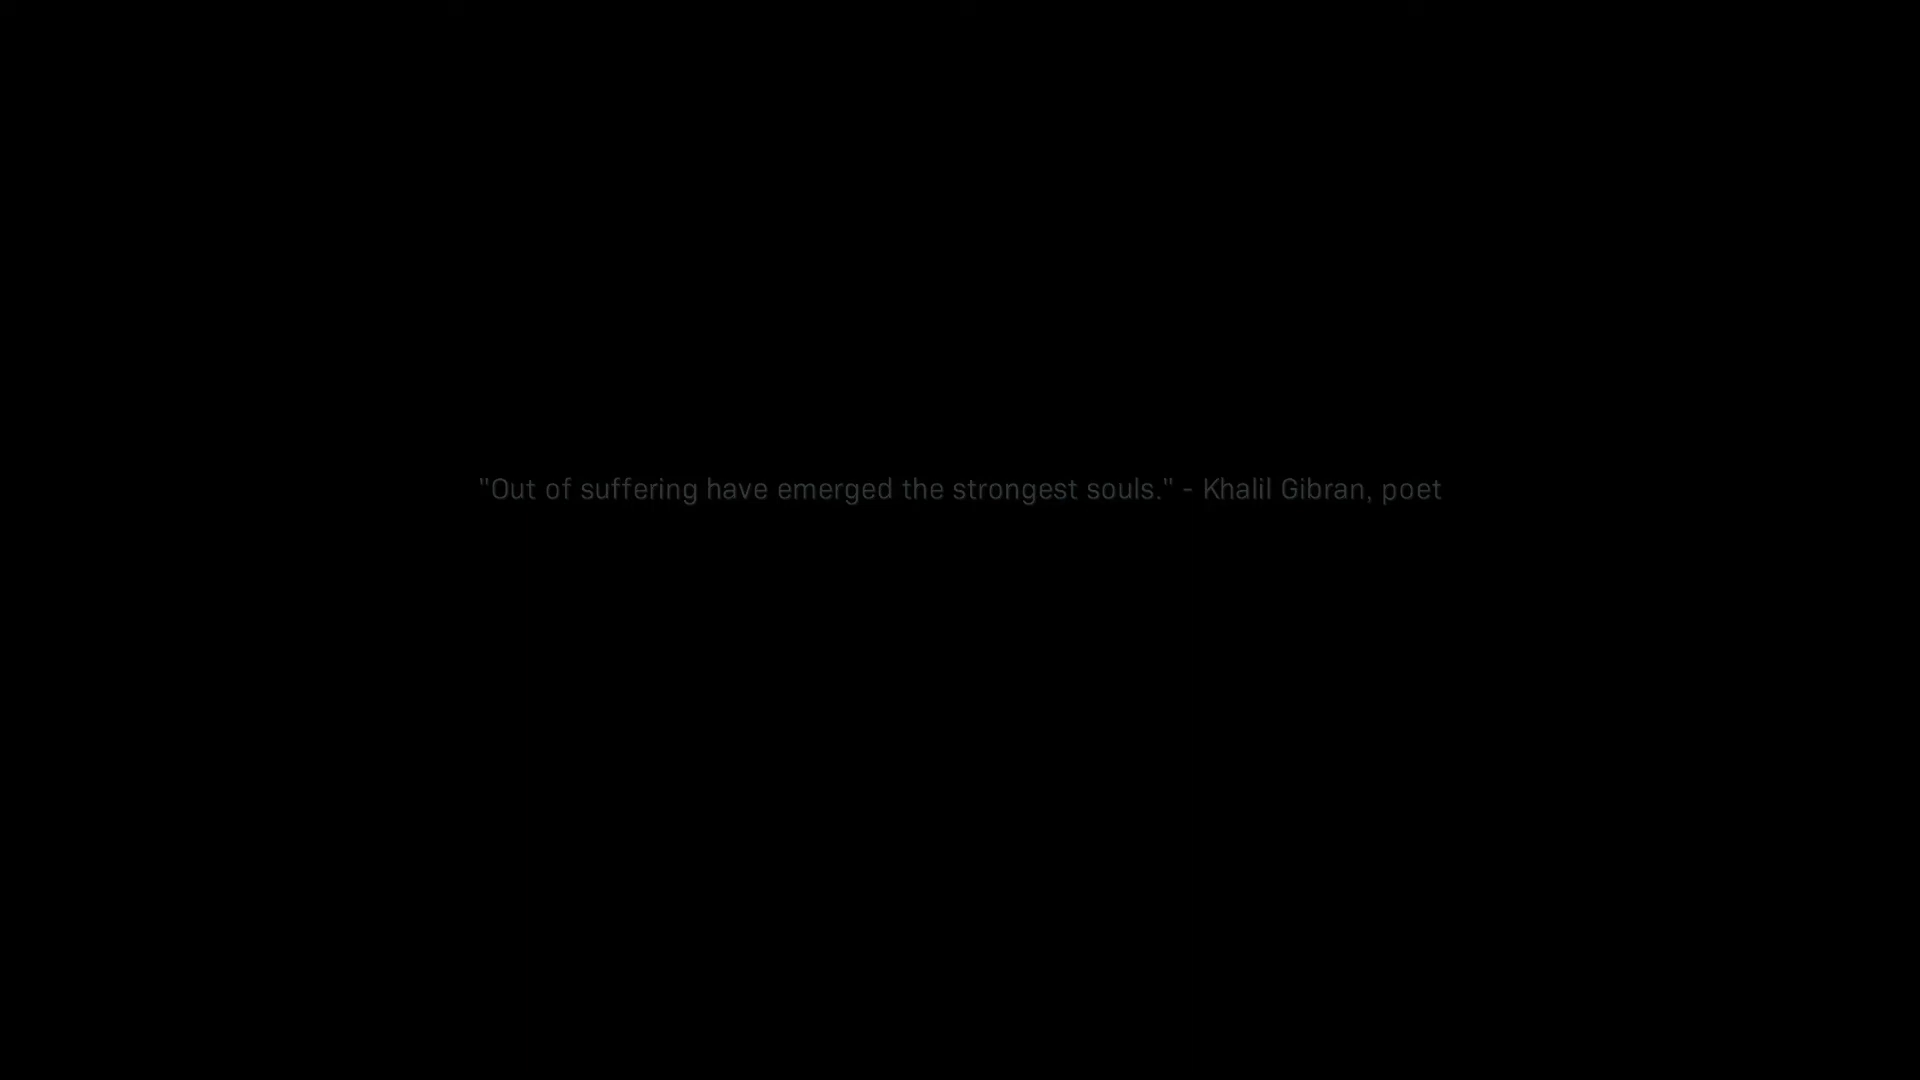 "Out of suffering have emerged the strongest souls." - Khalil Gibran, poet